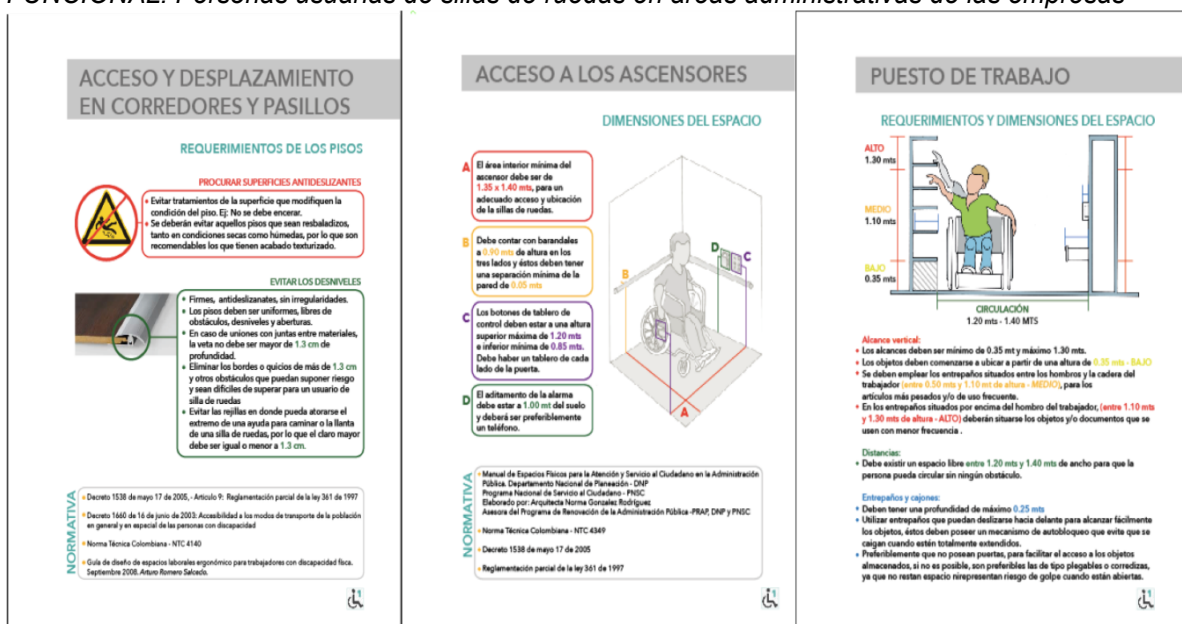 FUNCIONAL: Personas usuarias de sillas de ruedas en áreas administrativas de las empresas
ACCESO Y DESPLAZAMIENTO
EN CORREDORES Y PASILLOS
REQUERIMIENTOS DE LOS PISOS
PROCURAR SUPERFICIES ANTIDESLIZANTES
• Evitar tratamientos de la superficie que modifiquen la
condición del piso. Ej: No se debe encerar.
• Se deberán evitar aquellos pisos que sean resbaladizos,
tanto en condiciones secas como húmedas, por lo que son
recomendables los que tienen acabado texturizado.
EVITAR LOS DESNIVELES
• Firmes, antideslizanates, sin irregularidades.
• Los pisos deben ser uniformes, libres de
obstáculos, desniveles y aberturas.
• En caso de uniones con juntas entre materiales,
la veta no debe ser mayor de 1.3 cm de
profundidad.
• Eliminar los bordes o quicios de más de 1.3 cm
y otros obstáculos que puedan suponer riesgo
y sean difíciles de superar para un usuario de
silla de ruedas
• Evitar las rejillas en donde pueda atorarse el
extremo de una ayuda para caminar o la llanta
de una silla de ruedas, por lo que el claro mayor
debe ser igual o menor a 1.3 cm.
NORMATIVA
Decreto 1538 de mayo 17 de 2005, - Artículo 9: Reglamentación parcial de la ley 361 de 1997
Decreto 1660 de 16 de junio de 2003: Accesibilidad a los modos de transporte de la población
en general y en especial de las personas con discapacidad
Norma Técnica Colombiana - NTC 4140
Guía de diseño de espacios laborales ergonómico para trabajadores con discapacidad física.
Septiembre 2008. Arturo Romero Salcedo.
1
ACCESO A LOS ASCENSORES
DIMENSIONES DEL ESPACIO
A
El área interior mínima del
ascensor debe ser de
1.35 x 1.40 mts, para un
adecuado acceso y ubicación
de la sillas de ruedas.
B
Debe contar con barandales
a 0.90 mts de altura en los
tres lados y éstos deben tener
una separación mínima de la
pared de 0.05 mts
C
Los botones de tablero de
control deben estar a una altura
superior máxima de 1.20 mts
e inferior mínima de 0.85 mts.
Debe haber un tablero de cada
lado de la puerta.
D
El aditamento de la alarma
debe estar a 1.00 mt del suelo
y deberá ser preferiblemente
un teléfono.
D
C
B
A
NORMATIVA
Manual de Espacios Físicos para la Atención y Servicio al Ciudadano en la Administración
Pública. Departamento Nacional de Planeación - DNP
Programa Nacional de Servicio al Ciudadano - PNSC
Elaborado por: Arquitecta Norma Gonzalez Rodríguez
Asesora del Programa de Renovación de la Administración Pública -PRAP, DNP y PNSC
Norma Técnica Colombiana - NTC 4349
Decreto 1538 de mayo 17 de 2005
Reglamentación parcial de la ley 361 de 1997
1
PUESTO DE TRABAJO
REQUERIMIENTOS Y DIMENSIONES DEL ESPACIO
ALTO
1.30 mts
MEDIO
1.10 mts
BAJO
0.35 mts
CIRCULACIÓN
1.20 mts - 1.40 MTS
Alcance vertical:
• Los alcances deben ser mínimo de 0.35 mt y máximo 1.30 mts.
• Los objetos deben comenzarse a ubicar a partir de una altura de 0.35 mts - BAJO
• Se deben emplear los entrepaños situados entre los hombros y la cadera del
trabajador (entre 0.50 mts y 1.10 mt de altura - MEDIO), para los
artículos más pesados y/o de uso frecuente.
• En los entrepaños situados por encima del hombro del trabajador, (entre 1.10 mts
y 1.30 mts de altura - ALTO) deberán situarse los objetos y/o documentos que se
usen con menor frecuencia .
Distancias:
• Debe existir un espacio libre entre 1.20 mts y 1.40 mts de ancho para que la
persona pueda circular sin ningún obstáculo.
Entrepaños y cajones:
• Deben tener una profundidad de máximo 0.25 mts
• Utilizar entrepaños que puedan deslizarse hacia delante para alcanzar fácilmente
los objetos, éstos deben poseer un mecanismo de autobloqueo que evite que se
caigan cuando estén totalmente extendidos.
• Preferiblemente que no posean puertas, para facilitar el acceso a los objetos
almacenados, si no es posible, son preferibles las de tipo plegables o corredizas,
ya que no restan espacio nirepresentan riesgo de golpe cuando están abiertas.
1